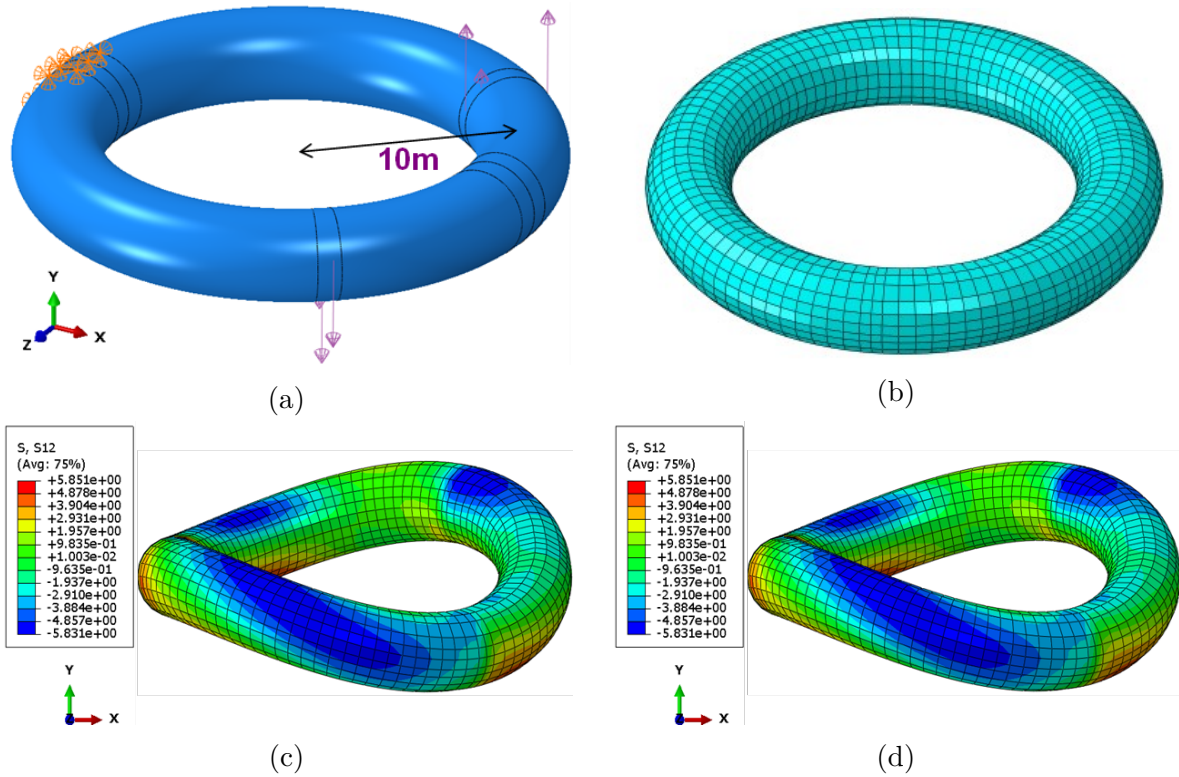 10m
Y
X
Z
(a)
(b)
S, S12
(Avg: 75%)
+5.851e+00
+4.878e+00
+3.904e+00
+2.931e+00
+1.957e+00
+9.835e-01
+1.003e-02
-9.635e-01
-1.937e+00
-2.910e+00
-3.884e+00
-4.857e+00
-5.831e+00
Y
X
(c)
S, S12
(Avg: 75%)
+5.851e+00
+4.878e+00
+3.904e+00
+2.931e+00
+1.957e+00
+9.835e-01
+1.003e-02
-9.635e-01
-1.937e+00
-2.910e+00
-3.884e+00
-4.857e+00
-5.831e+00
Y
X
(d)